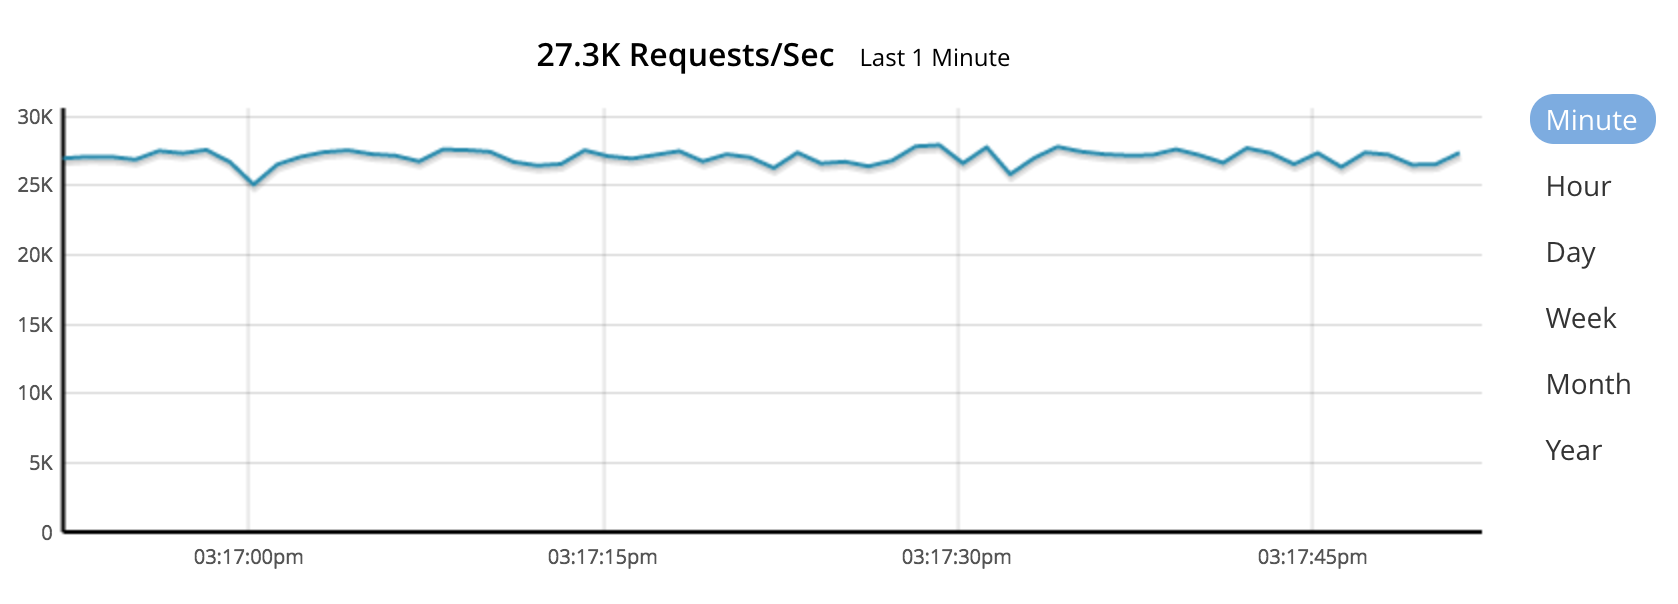 27.3K Requests/Sec Last 1 Minute
30K
25K
20K
15K
10K
5K
0
03:17:00pm 03:17:15pm 03:17:30pm 03:17:45pm
Minute
Hour
Day
Week
Month
Year